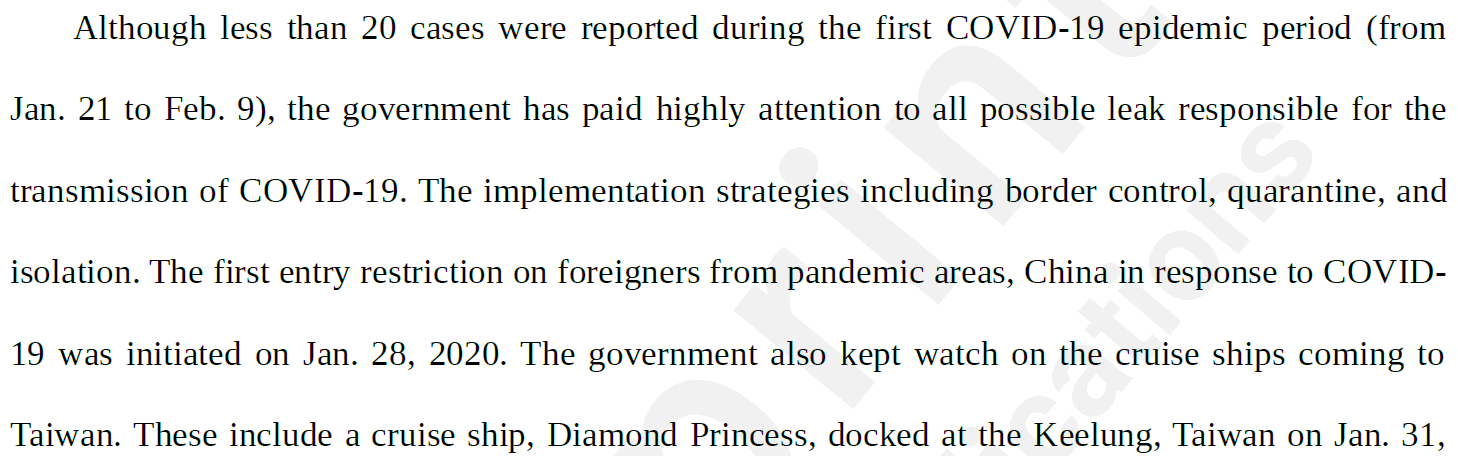 Although less than 20 cases were reported during the first COVID-19 epidemic period (from
Jan. 21 to Feb. 9), the government has paid highly attention to all possible leak responsible for the
transmission of COVID-19. The implementation strategies including border control, quarantine, and
isolation. The first entry restriction on foreigners from pandemic areas, China in response to COVID-
19 was initiated on Jan. 28, 2020. The government also kept watch on the cruise ships coming to
Taiwan. These include a cruise ship, Diamond Princess, docked at the Keelung, Taiwan on Jan. 31,